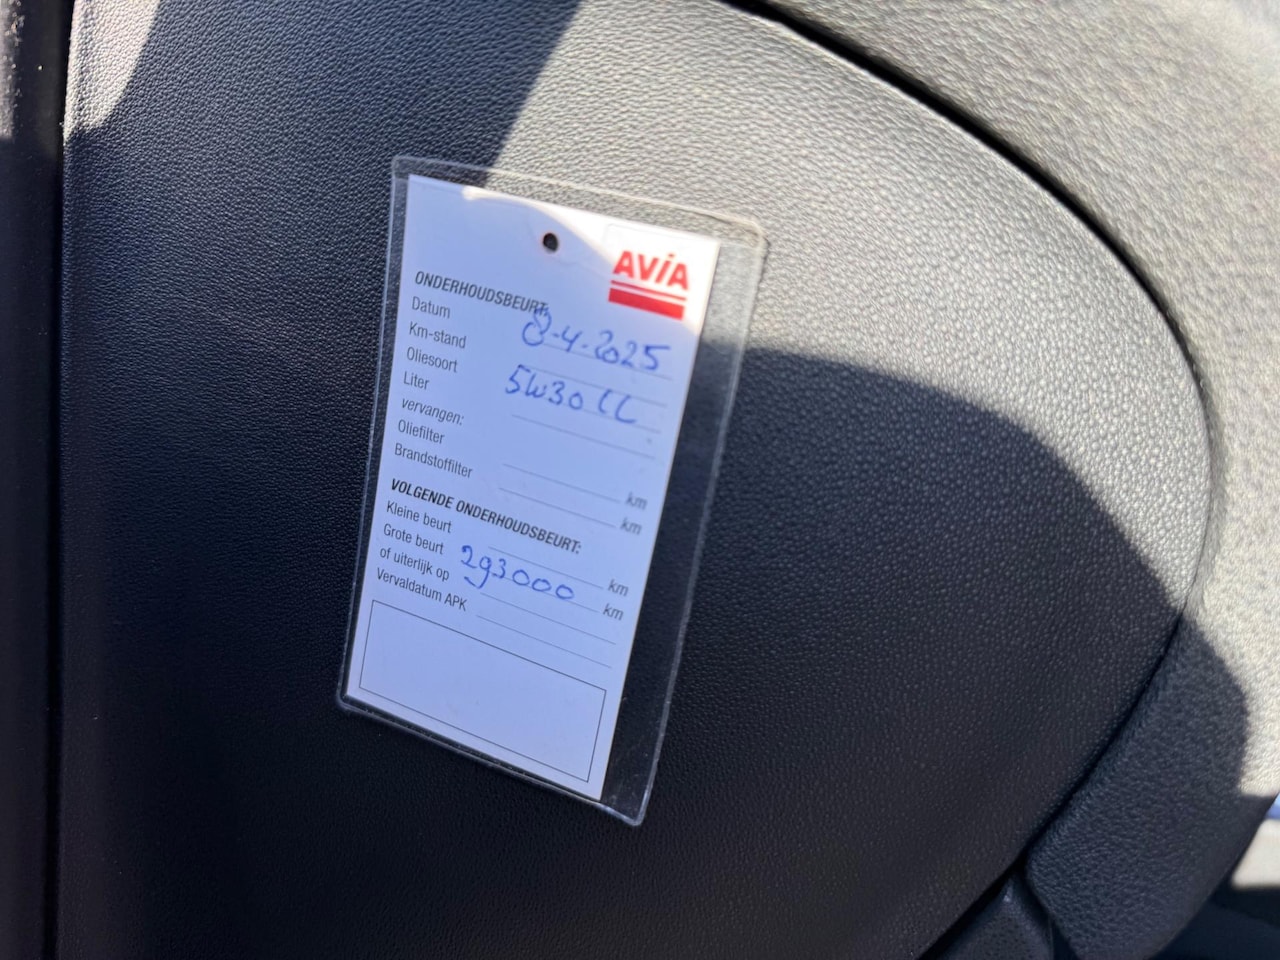 AVIA
ONDERHOUDSBEURT:
Datum 8-4-2025
Km-stand
Oliesoort 5W30 LL
Liter
vervangen:
Oliefilter km
Brandstoffilter km
VOLGENDE ONDERHOUDSBEURT:
Kleine beurt km
Grote beurt 293000 km
of uiterlijk op
Vervaldatum APK